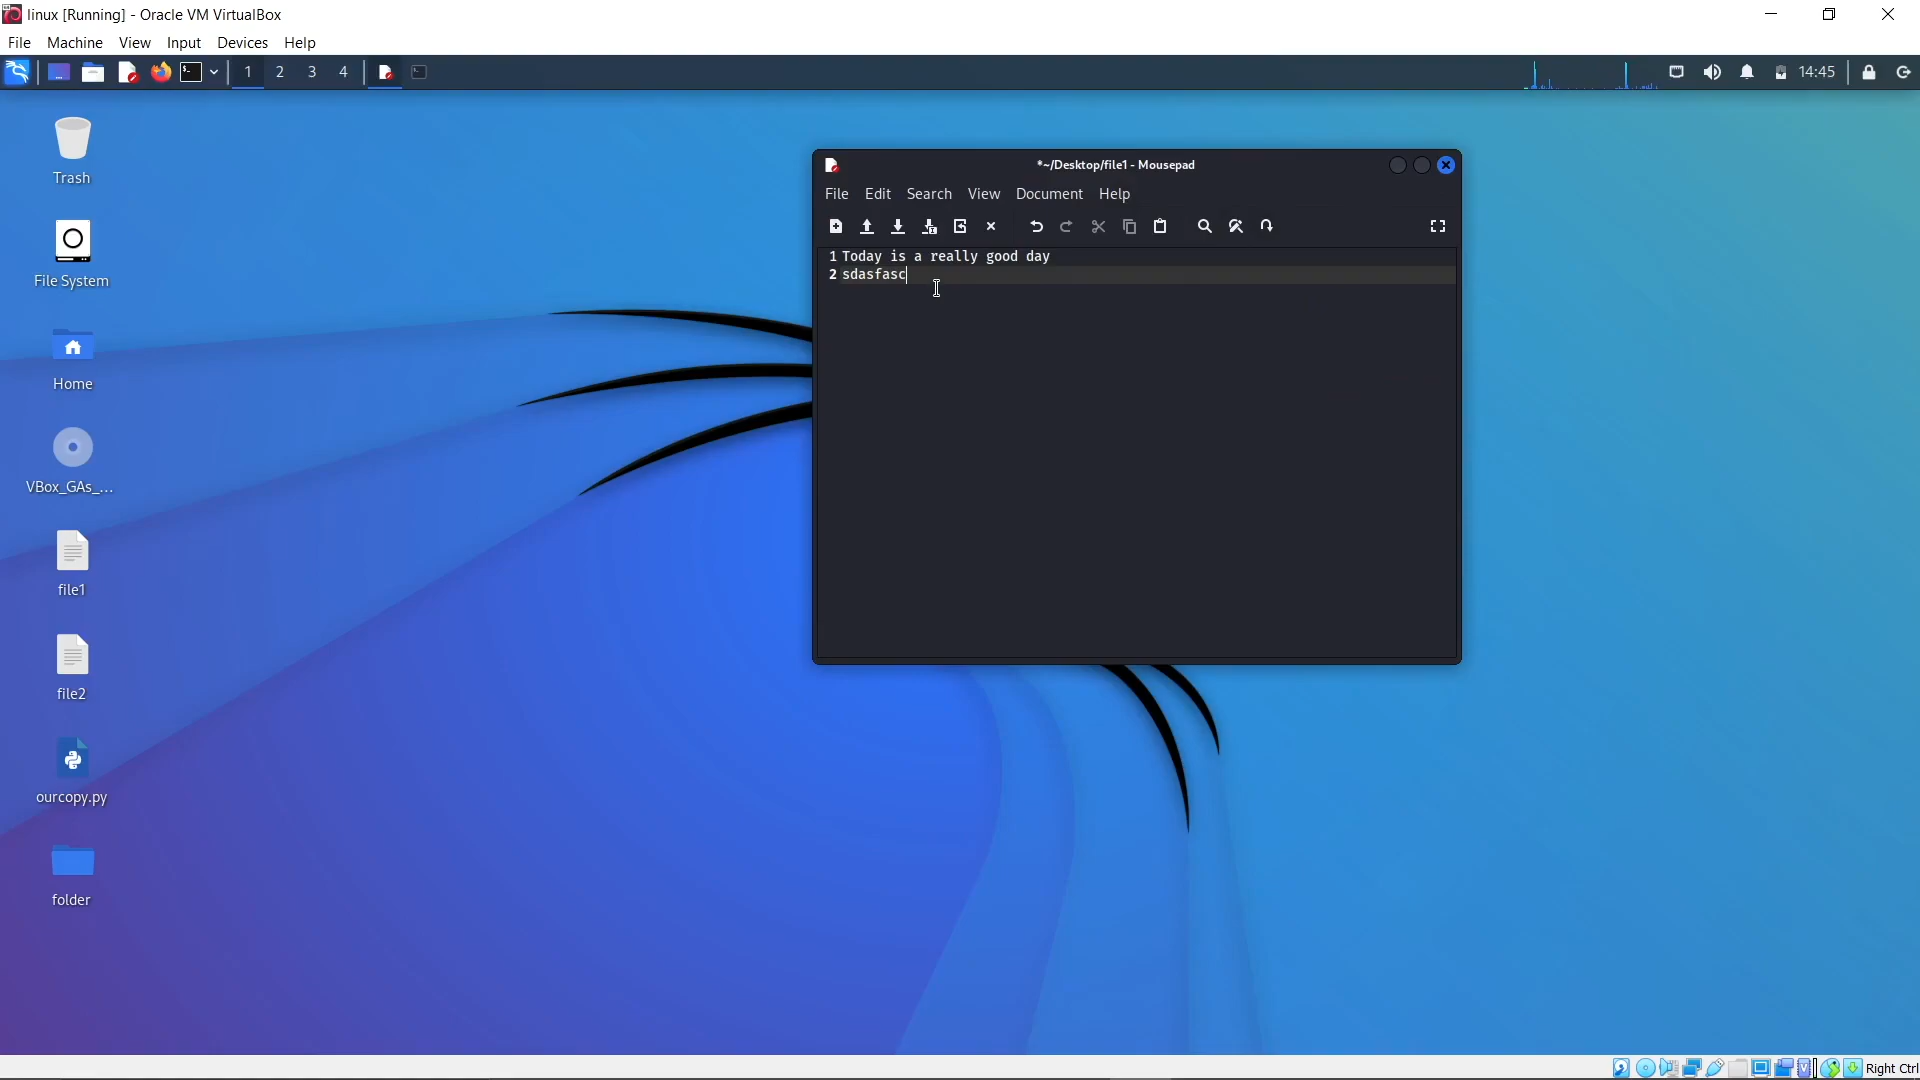 linux [Running] - Oracle VM VirtualBox
File Machine View Input Devices Help
1 2 3 4
14:45
Trash
File System
Home
VBox_GAs_...
file1
file2
ourcopy.py
folder
*~/Desktop/file1 - Mousepad
File Edit Search View Document Help
1 Today is a really good day
2 sdasfasc
Right Ctrl